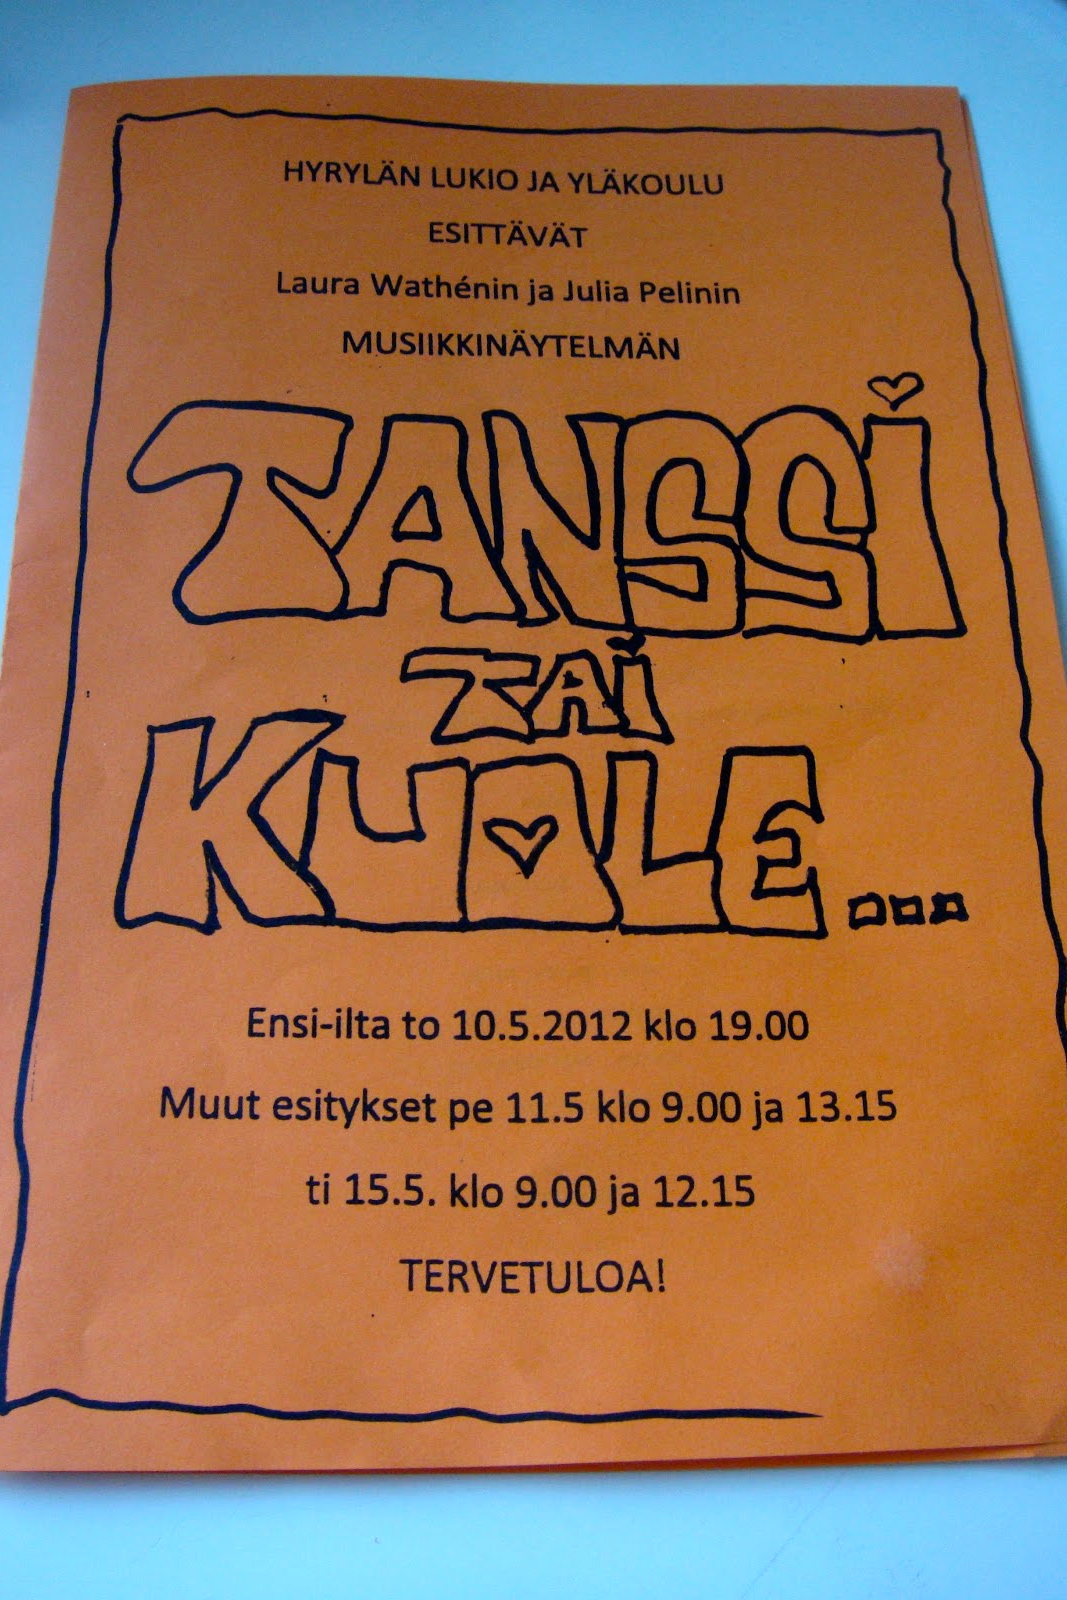 HYRYLÄN LUKIO JA YLÄKOULU
ESITTÄVÄT
Laura Wathénin ja Julia Pelinin
MUSIIKKINÄYTELMÄN
TANSSi
TAi
KUOLE...
Ensi-ilta to 10.5.2012 klo 19.00
Muut esitykset pe 11.5 klo 9.00 ja 13.15
ti 15.5. klo 9.00 ja 12.15
TERVETULOA!